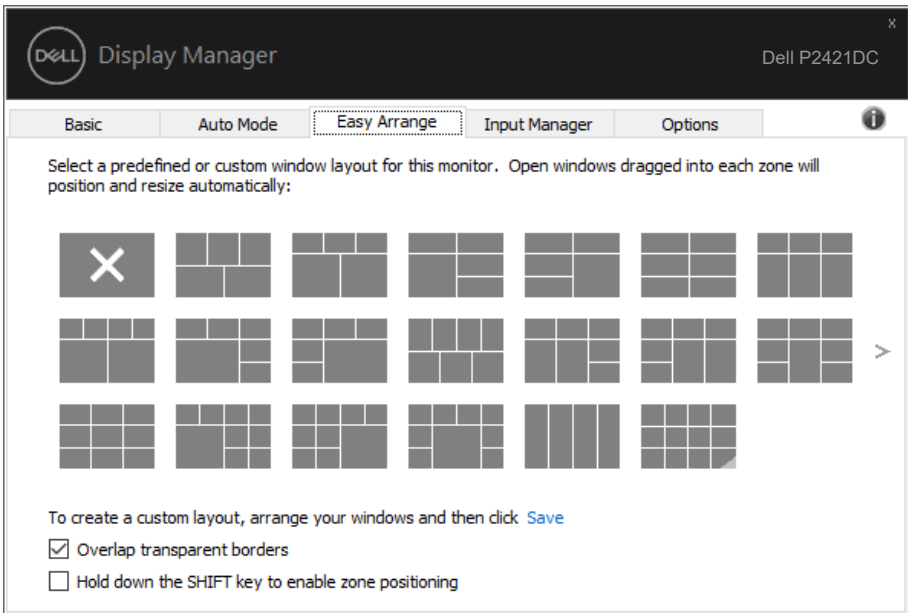 x
DELL Display Manager
Dell P2421DC
Basic Auto Mode Easy Arrange Input Manager Options
Select a predefined or custom window layout for this monitor. Open windows dragged into each zone will
position and resize automatically:
>
To create a custom layout, arrange your windows and then click Save
Overlap transparent borders
Hold down the SHIFT key to enable zone positioning